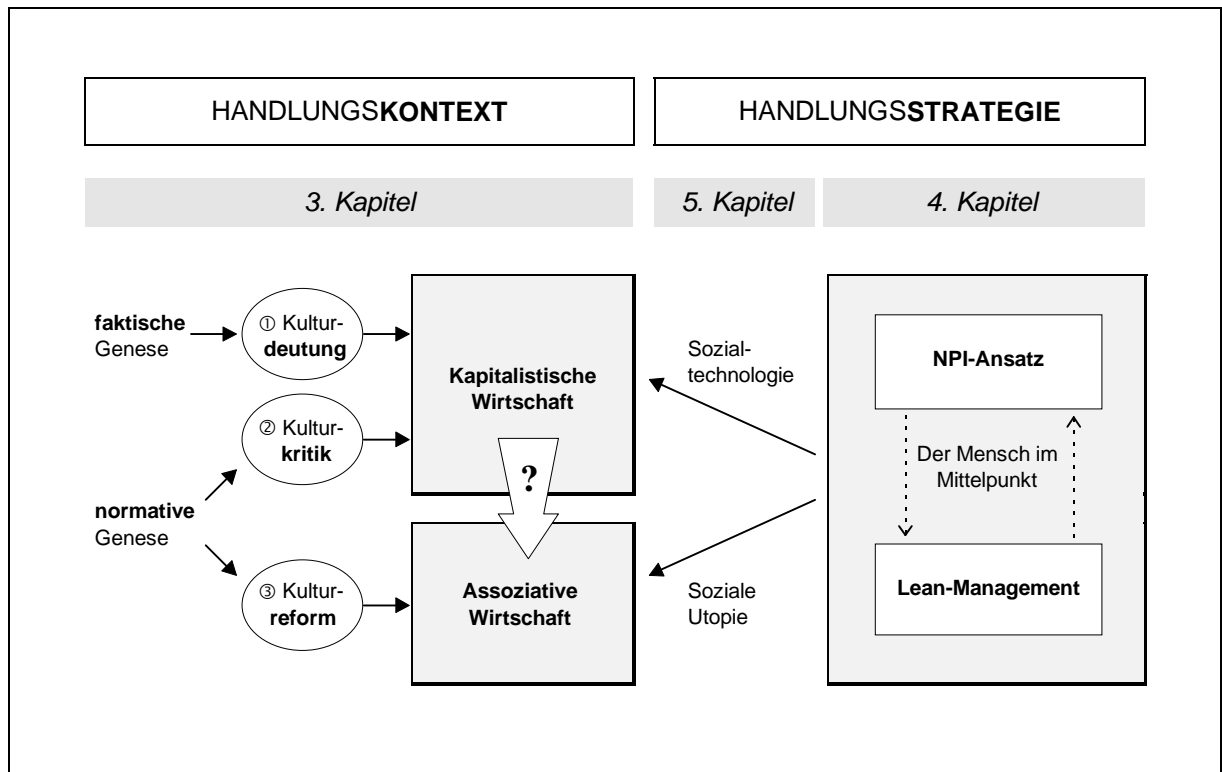 HANDLUNGSKONTEXT
HANDLUNGSSTRATEGIE
3. Kapitel
5. Kapitel
4. Kapitel
faktische
Genese
① Kultur-
deutung
② Kultur-
kritik
normative
Genese
③ Kultur-
reform
Kapitalistische
Wirtschaft
?
Assoziative
Wirtschaft
Sozial-
technologie
Soziale
Utopie
NPI-Ansatz
Der Mensch im
Mittelpunkt
Lean-Management